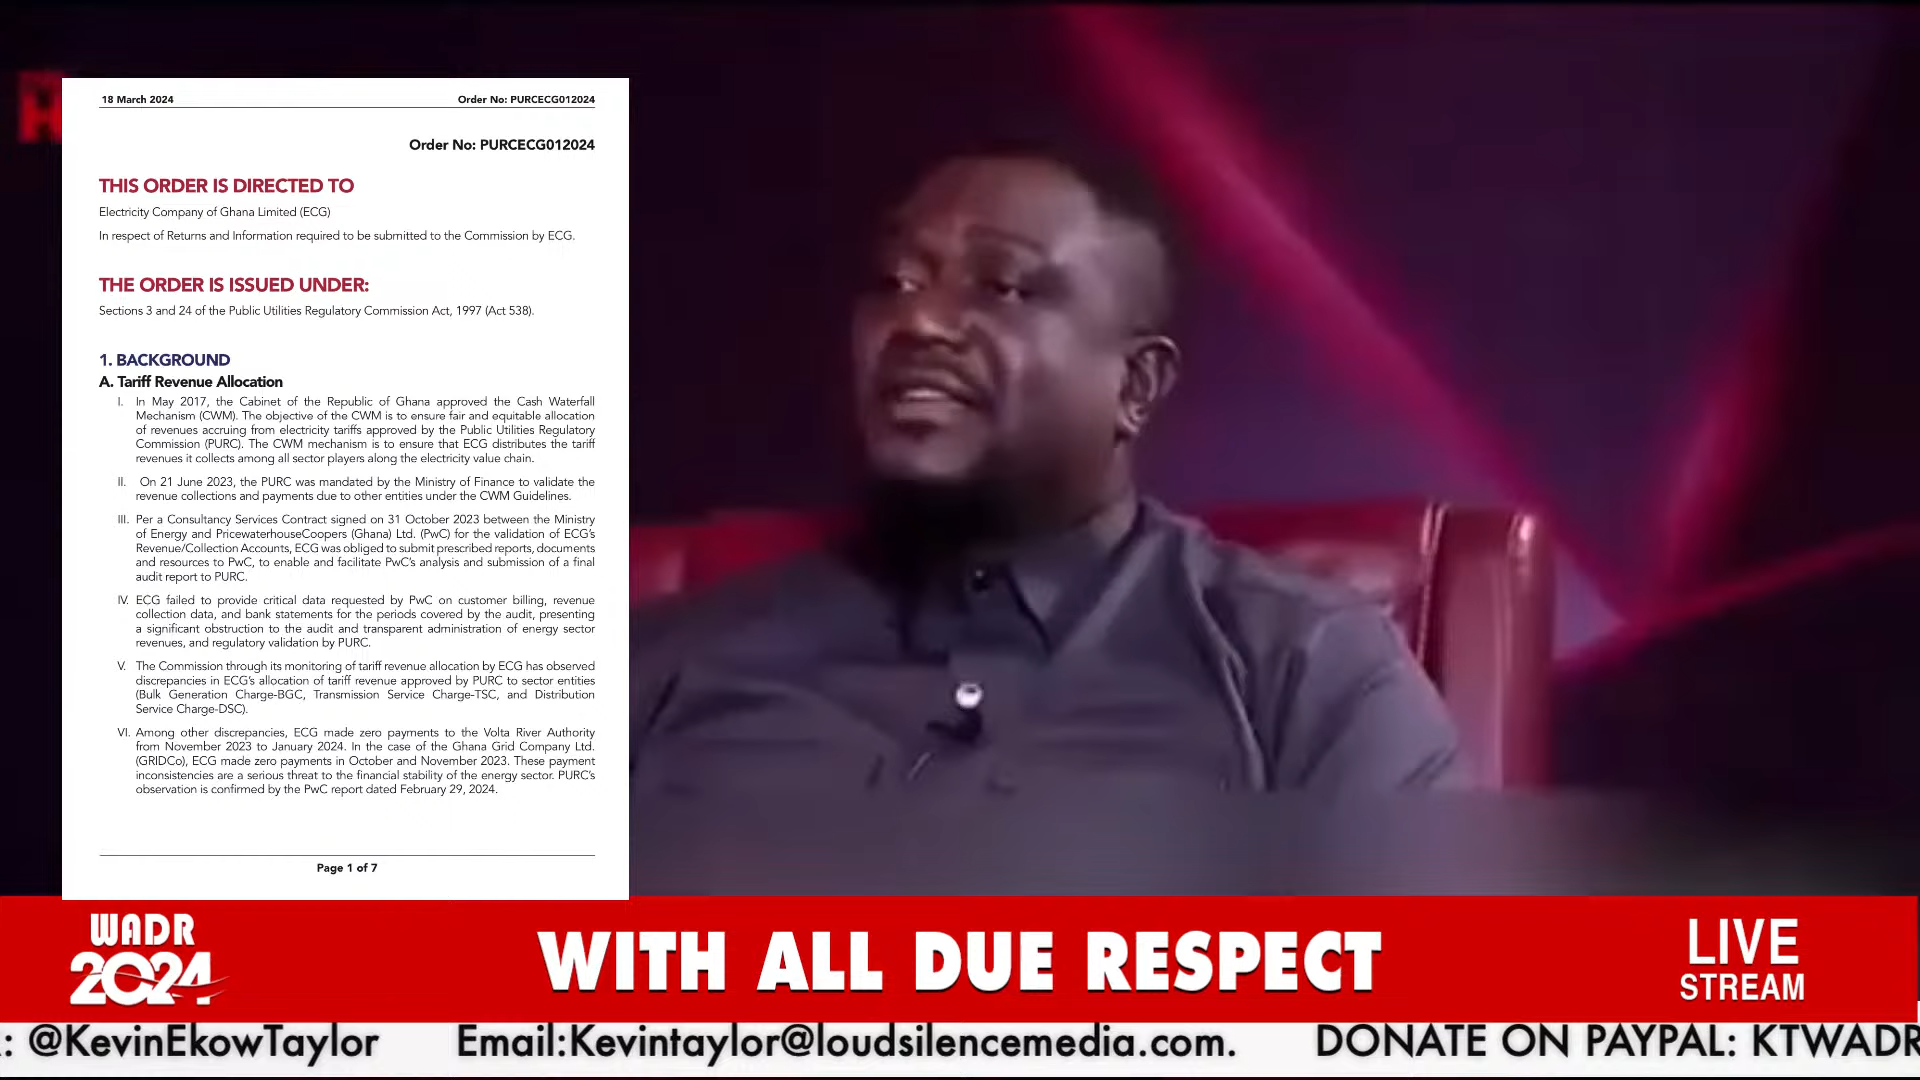 18 March 2024 Order No: PURCECG012024
Order No: PURCECG012024
THIS ORDER IS DIRECTED TO
Electricity Company of Ghana Limited (ECG)
In respect of Returns and Information required to be submitted to the Commission by ECG.
THE ORDER IS ISSUED UNDER:
Sections 3 and 24 of the Public Utilities Regulatory Commission Act, 1997 (Act 538).
1. BACKGROUND
A. Tariff Revenue Allocation
I. In May 2017, the Cabinet of the Republic of Ghana approved the Cash Waterfall
Mechanism (CWM). The objective of the CWM is to ensure fair and equitable allocation
of revenues accruing from electricity tariffs approved by the Public Utilities Regulatory
Commission (PURC). The CWM mechanism is to ensure that ECG distributes the tariff
revenues it collects among all sector players along the electricity value chain.
II. On 21 June 2023, the PURC was mandated by the Ministry of Finance to validate the
revenue collections and payments due to other entities under the CWM Guidelines.
III. Per a Consultancy Services Contract signed on 31 October 2023 between the Ministry
of Energy and PricewaterhouseCoopers (Ghana) Ltd. (PwC) for the validation of ECG's
Revenue/Collection Accounts, ECG was obliged to submit prescribed reports, documents
and resources to PwC, to enable and facilitate PwC's analysis and submission of a final
audit report to PURC.
IV. ECG failed to provide critical data requested by PwC on customer billing, revenue
collection data, and bank statements for the periods covered by the audit, presenting
a significant obstruction to the audit and transparent administration of energy sector
revenues, and regulatory validation by PURC.
V. The Commission through its monitoring of tariff revenue allocation by ECG has observed
discrepancies in ECG's allocation of tariff revenue approved by PURC to sector entities
(Bulk Generation Charge-BGC, Transmission Service Charge-TSC, and Distribution
Service Charge-DSC).
VI. Among other discrepancies, ECG made zero payments to the Volta River Authority
from November 2023 to January 2024. In the case of the Ghana Grid Company Ltd.
(GRIDCo), ECG made zero payments in October and November 2023. These payment
inconsistencies are a serious threat to the financial stability of the energy sector. PURC's
observation is confirmed by the PwC report dated February 29, 2024.
Page 1 of 7
WADR
2024
WITH ALL DUE RESPECT
LIVE
STREAM
: @KevinEkowTaylor Email:Kevintaylor@loudsilencemedia.com. DONATE ON PAYPAL: KTWADR